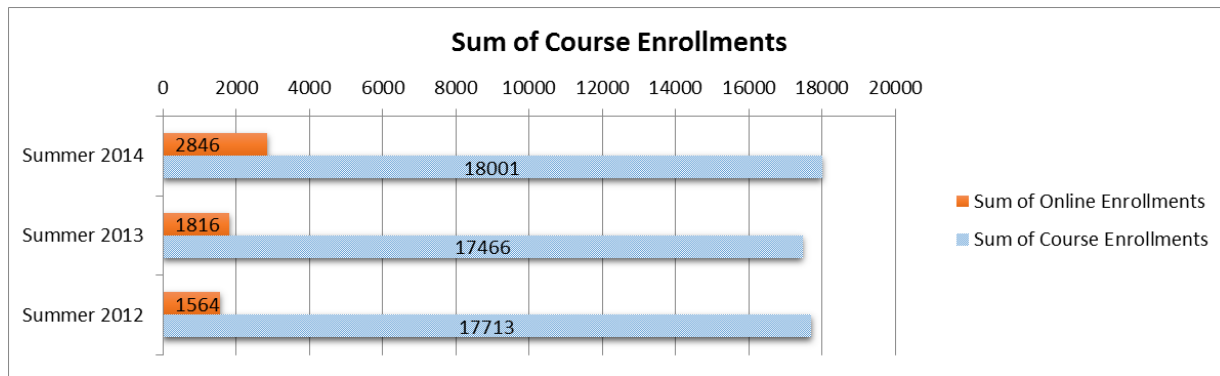 Sum of Course Enrollments
0 2000 4000 6000 8000 10000 12000 14000 16000 18000 20000
Summer 2014
2846
18001
Summer 2013
1816
17466
Summer 2012
1564
17713
Sum of Online Enrollments
Sum of Course Enrollments